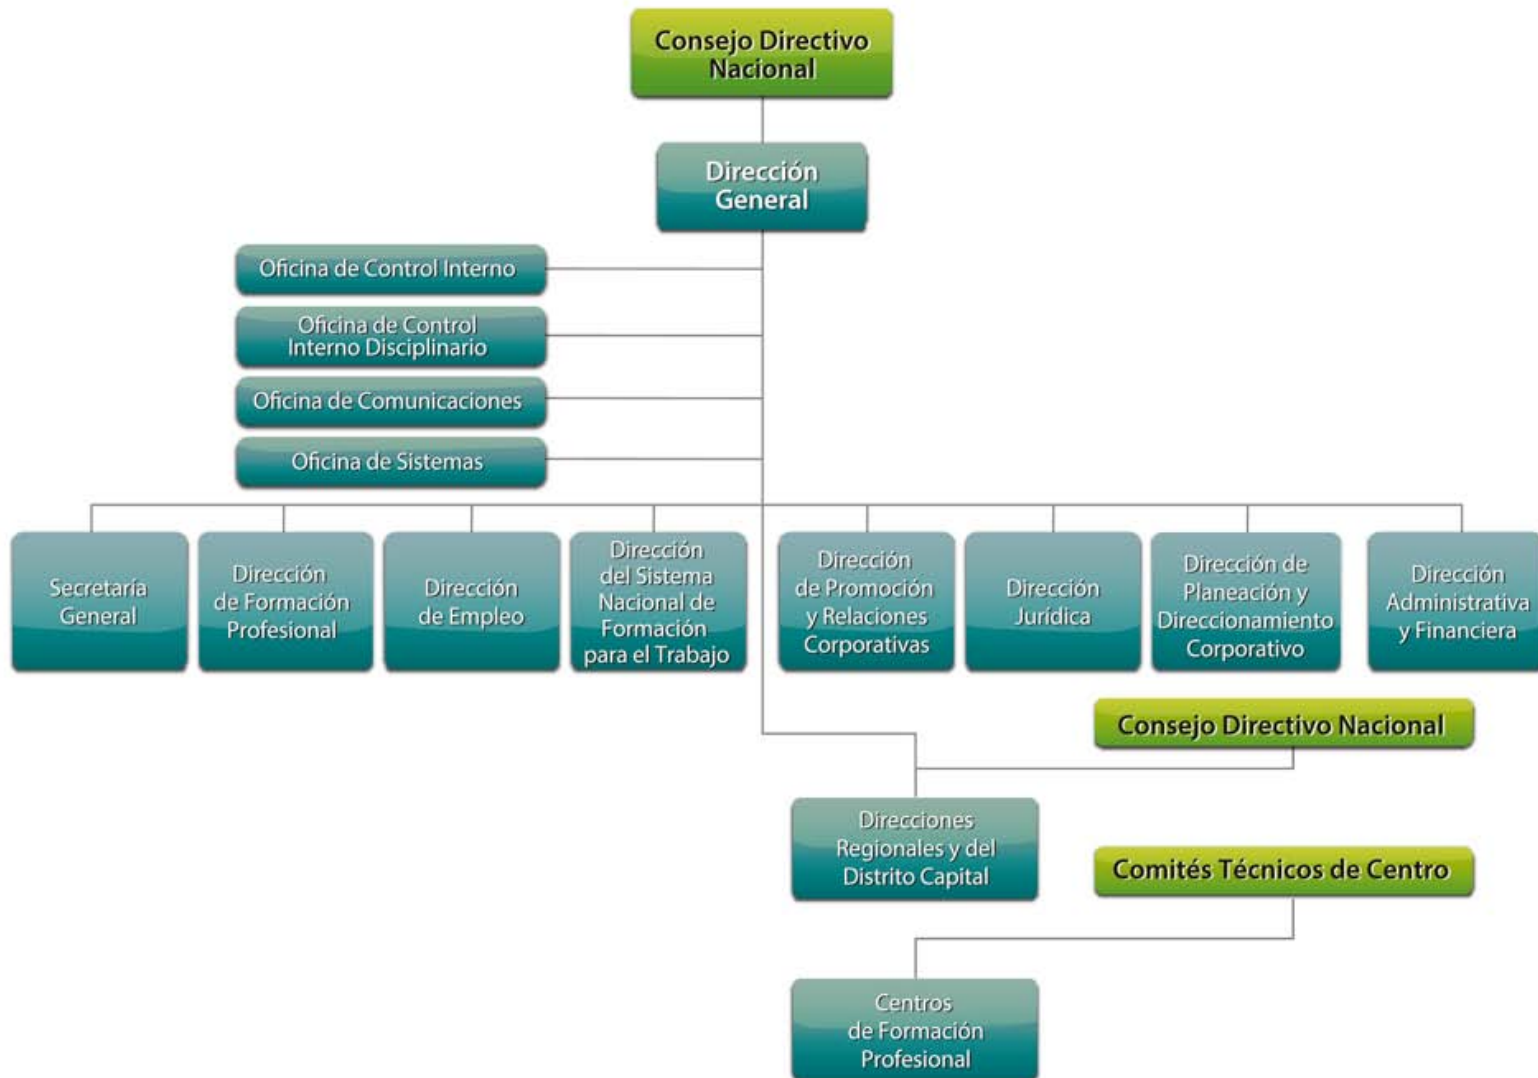 Consejo Directivo
Nacional
Dirección
General
Oficina de Control Interno
Oficina de Control
Interno Disciplinario
Oficina de Comunicaciones
Oficina de Sistemas
Secretaría
General
Dirección
de Formación
Profesional
Dirección
de Empleo
Dirección
del Sistema
Nacional de
Formación
para el Trabajo
Dirección
de Promoción
y Relaciones
Corporativas
Dirección
Jurídica
Dirección de
Planeación y
Direccionamiento
Corporativo
Dirección
Administrativa
y Financiera
Consejo Directivo Nacional
Direcciones
Regionales y del
Distrito Capital
Comités Técnicos de Centro
Centros
de Formación
Profesional